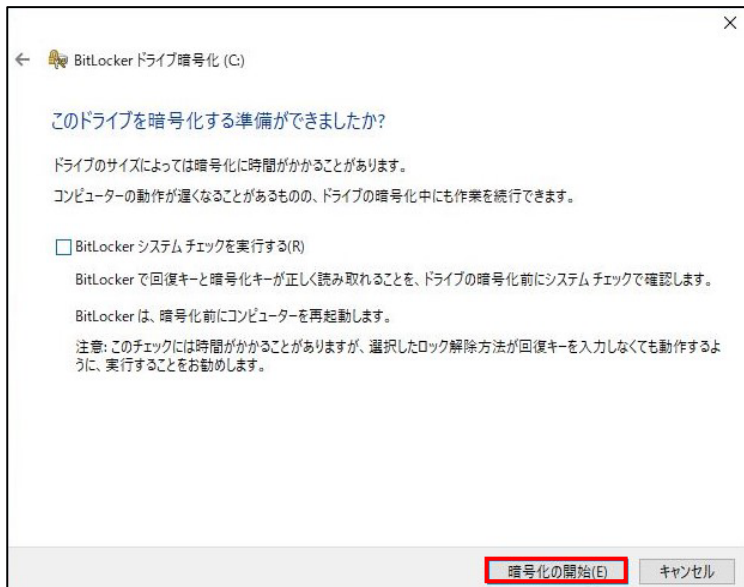 BitLocker ドライブ暗号化 (C:)
このドライブを暗号化する準備ができましたか?
ドライブのサイズによっては暗号化に時間がかかることがあります。
コンピューターの動作が遅くなることがあるものの、ドライブの暗号化中にも作業を続行できます。
BitLocker システム チェックを実行する(R)
BitLocker で回復キーと暗号化キーが正しく読み取れることを、ドライブの暗号化前にシステム チェックで確認します。
BitLocker は、暗号化前にコンピューターを再起動します。
注意: このチェックには時間がかかることがありますが、選択したロック解除方法が回復キーを入力しなくても動作するよ
うに、実行することをお勧めします。
暗号化の開始(E) キャンセル